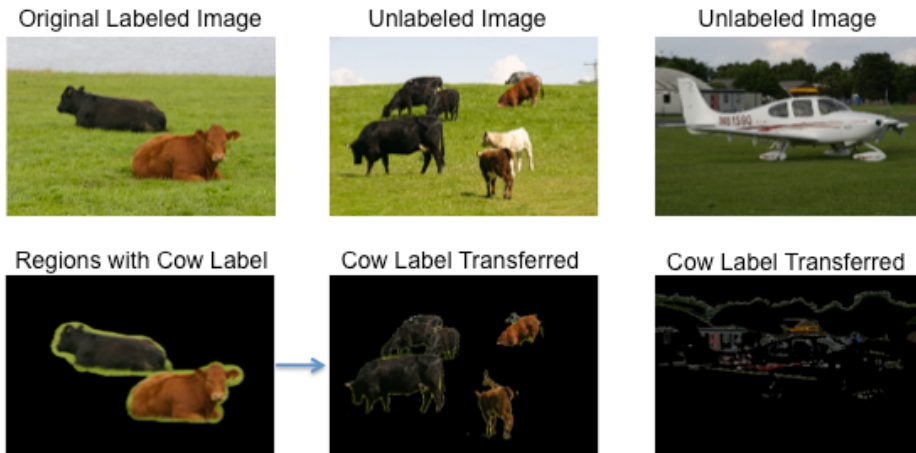 Original Labeled Image
Unlabeled Image
Unlabeled Image
Regions with Cow Label
Cow Label Transferred
Cow Label Transferred